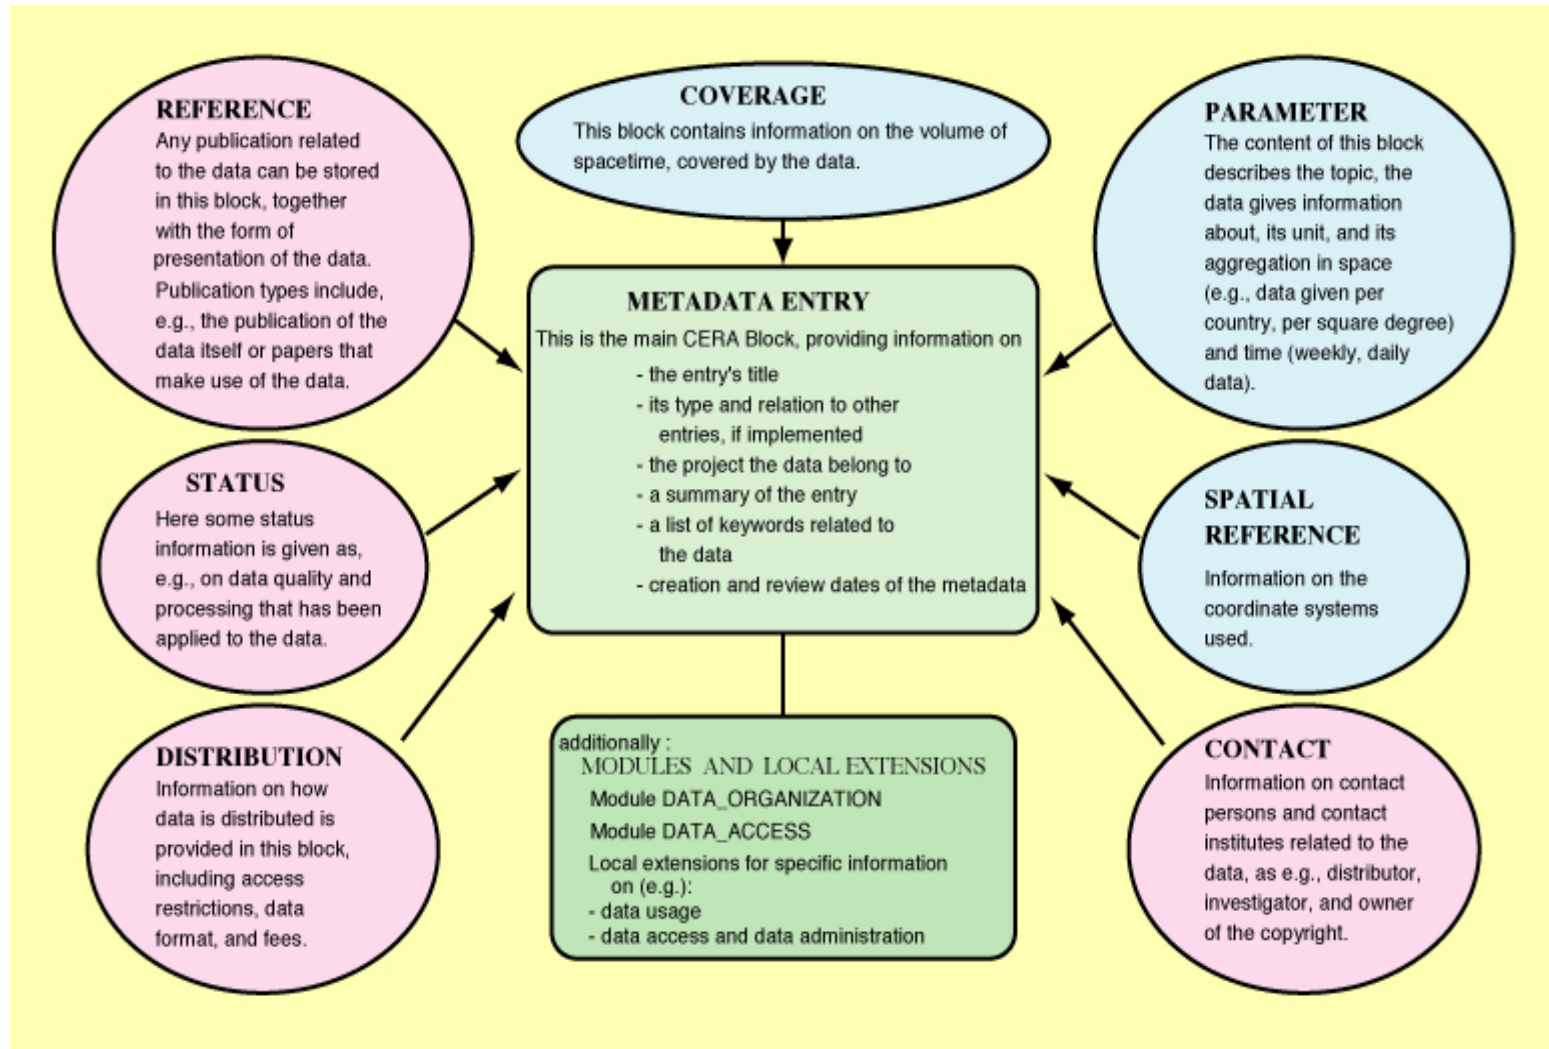 REFERENCE
Any publication related
to the data can be stored
in this block, together
with the form of
presentation of the data.
Publication types include,
e.g., the publication of the
data itself or papers that
make use of the data.
COVERAGE
This block contains information on the volume of
spacetime, covered by the data.
PARAMETER
The content of this block
describes the topic, the
data gives information
about, its unit, and its
aggregation in space
(e.g., data given per
country, per square degree)
and time (weekly, daily
data).
METADATA ENTRY
This is the main CERA Block, providing information on
- the entry's title
- its type and relation to other
entries, if implemented
- the project the data belong to
- a summary of the entry
- a list of keywords related to
the data
- creation and review dates of the metadata
STATUS
Here some status
information is given as,
e.g., on data quality and
processing that has been
applied to the data.
SPATIAL
REFERENCE
Information on the
coordinate systems
used.
DISTRIBUTION
Information on how
data is distributed is
provided in this block,
including access
restrictions, data
format, and fees.
additionally :
MODULES AND LOCAL EXTENSIONS
Module DATA_ORGANIZATION
Module DATA_ACCESS
Local extensions for specific information
on (e.g.):
- data usage
- data access and data administration
CONTACT
Information on contact
persons and contact
institutes related to the
data, as e.g., distributor,
investigator, and owner
of the copyright.